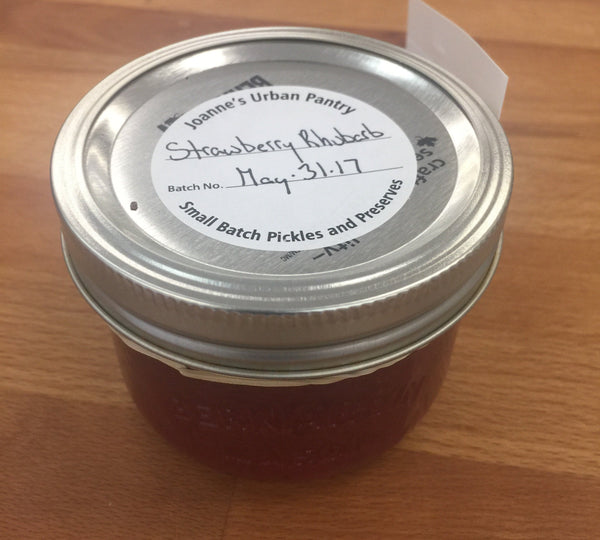 Joanne's Urban Pantry
Strawberry Rhubarb
Batch No. May.31.17
Small Batch Pickles and Preserves